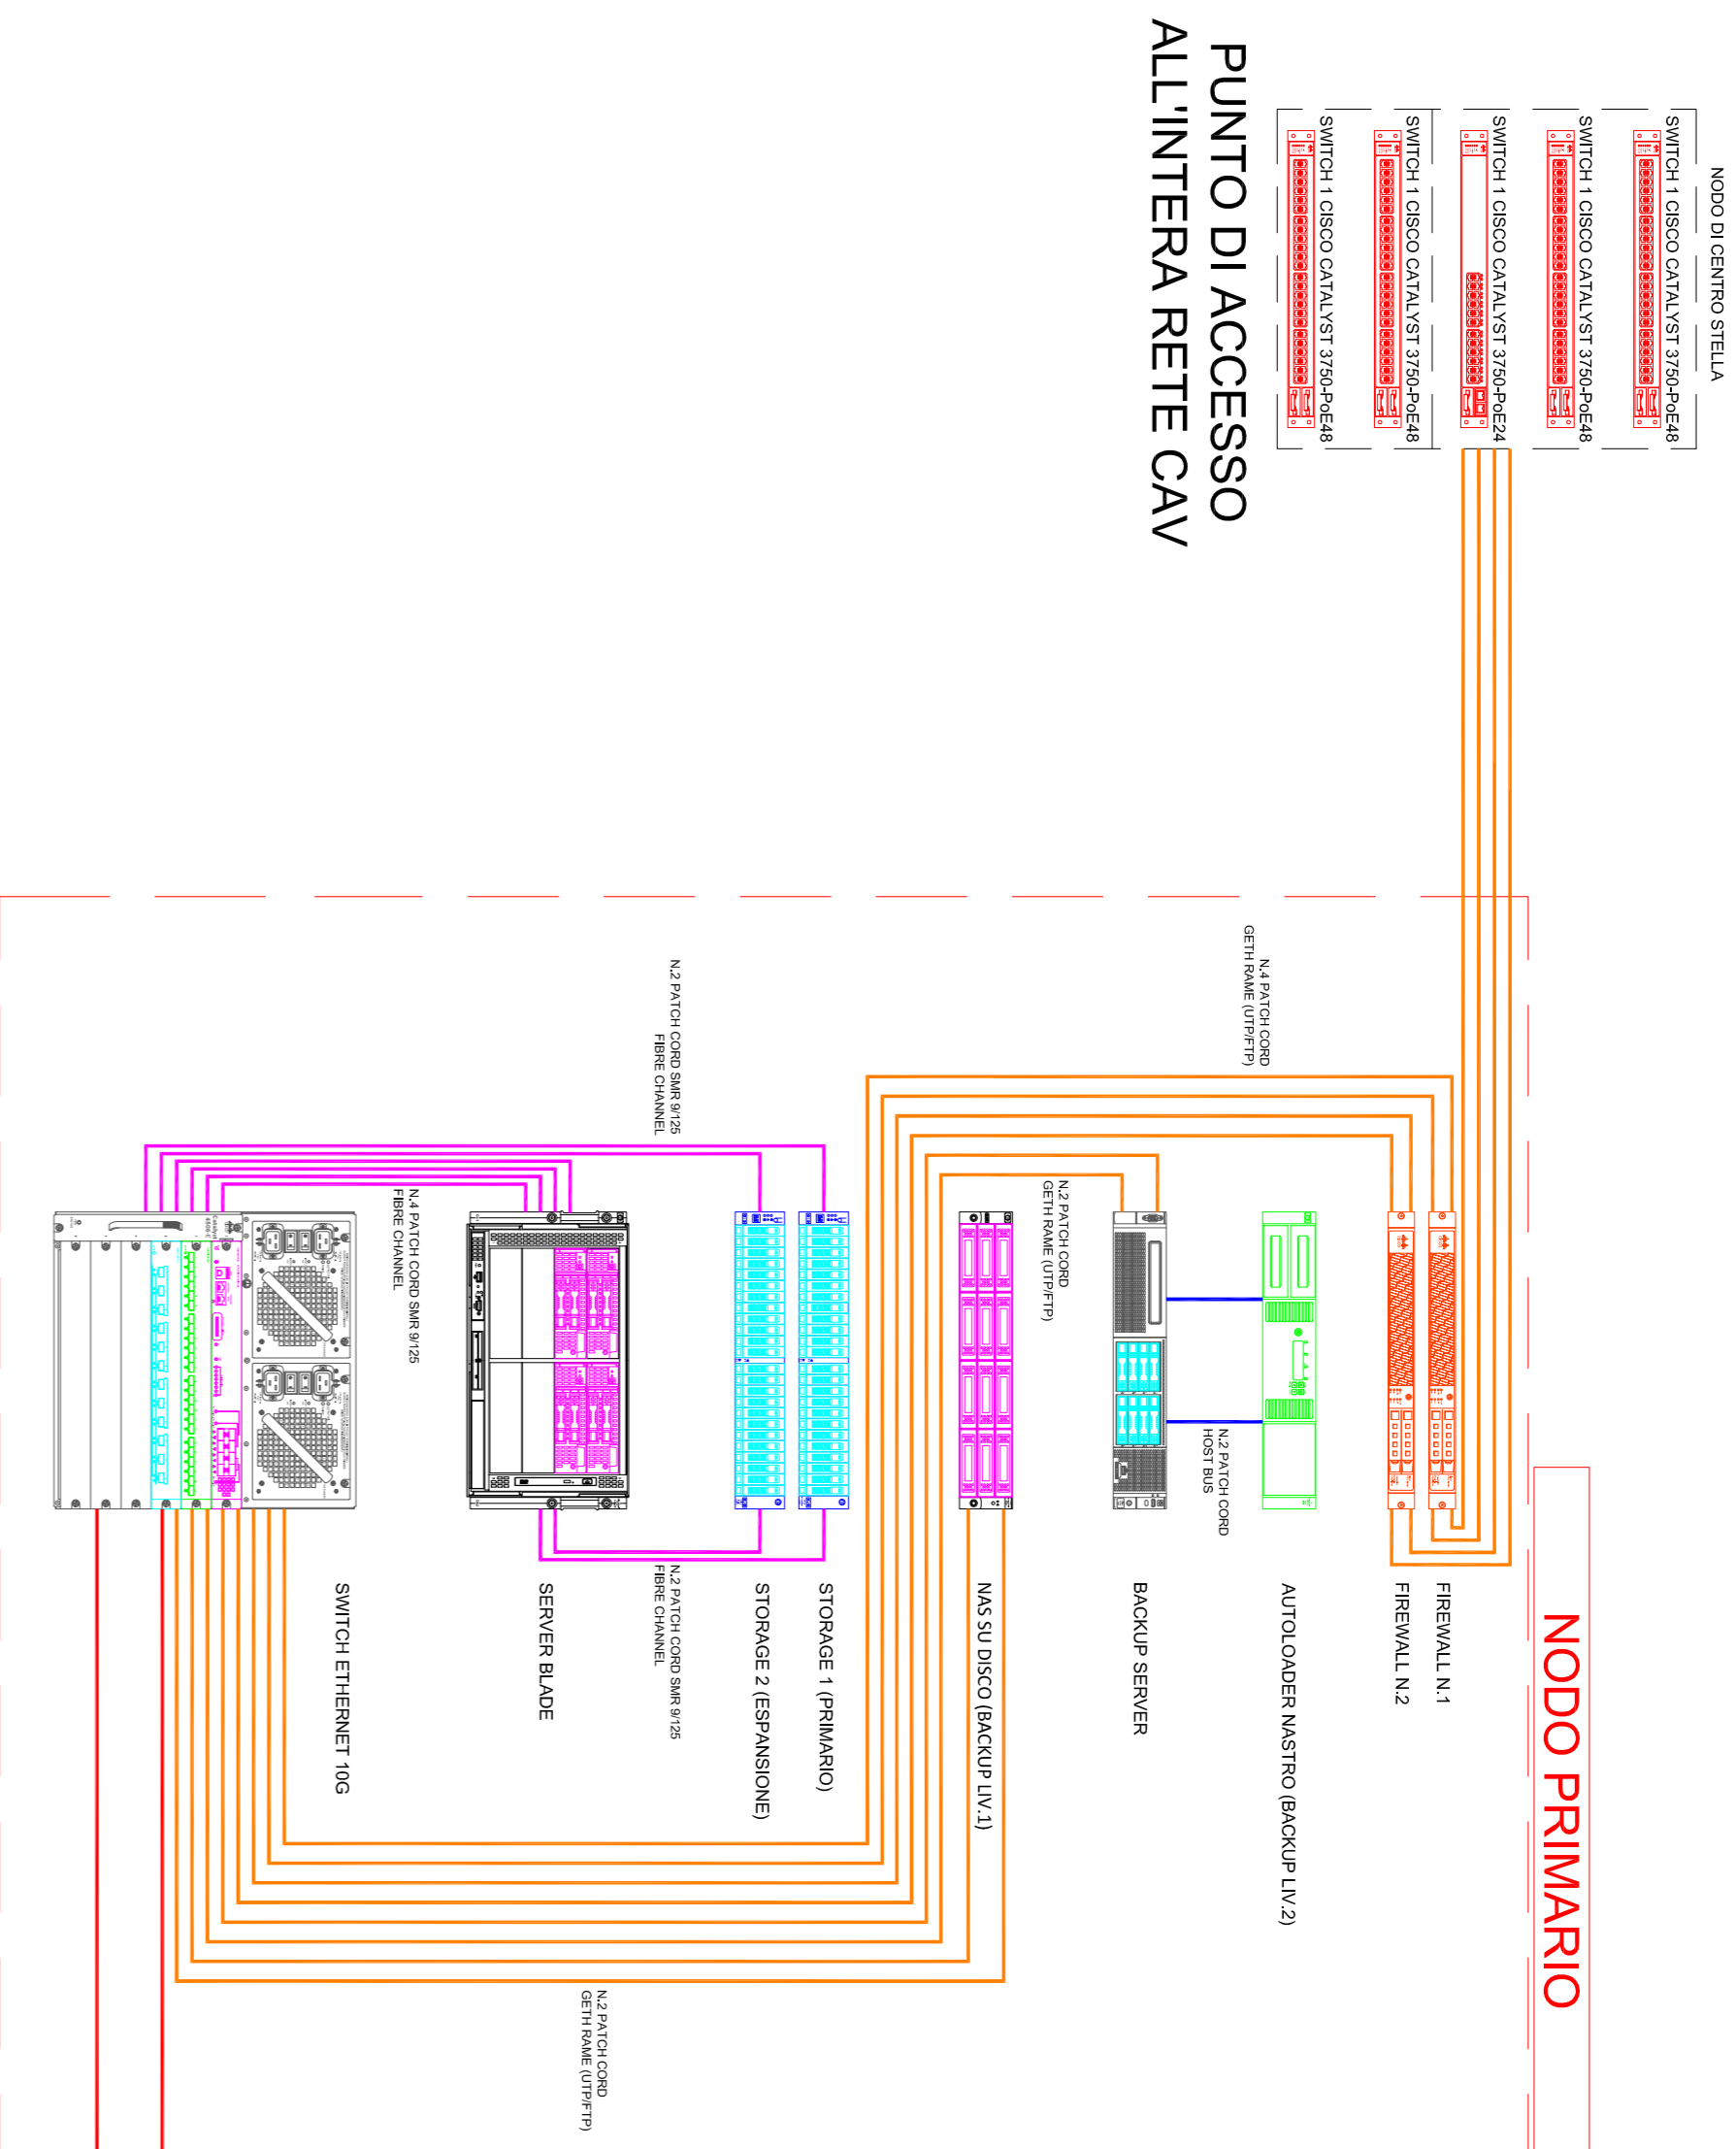 NODO DI CENTRO STELLA
SWITCH 1 CISCO CATALYST 3750-PoE48
SWITCH 1 CISCO CATALYST 3750-PoE48
SWITCH 1 CISCO CATALYST 3750-PoE24
SWITCH 1 CISCO CATALYST 3750-PoE48
SWITCH 1 CISCO CATALYST 3750-PoE48
PUNTO DI ACCESSO
ALL'INTERA RETE CAV
NODO PRIMARIO
FIREWALL N.1
FIREWALL N.2
N.4 PATCH CORD
GETH RAME (UTP/FTP)
AUTOLOADER NASTRO (BACKUP LIV.2)
N.2 PATCH CORD
HOST BUS
BACKUP SERVER
N.2 PATCH CORD
GETH RAME (UTP/FTP)
NAS SU DISCO (BACKUP LIV.1)
STORAGE 1 (PRIMARIO)
STORAGE 2 (ESPANSIONE)
N.2 PATCH CORD SMR 9/125
FIBRE CHANNEL
N.2 PATCH CORD SMR 9/125
FIBRE CHANNEL
SERVER BLADE
N.4 PATCH CORD SMR 9/125
FIBRE CHANNEL
SWITCH ETHERNET 10G
Catalyst
4506-E
N.2 PATCH CORD
GETH RAME (UTP/FTP)